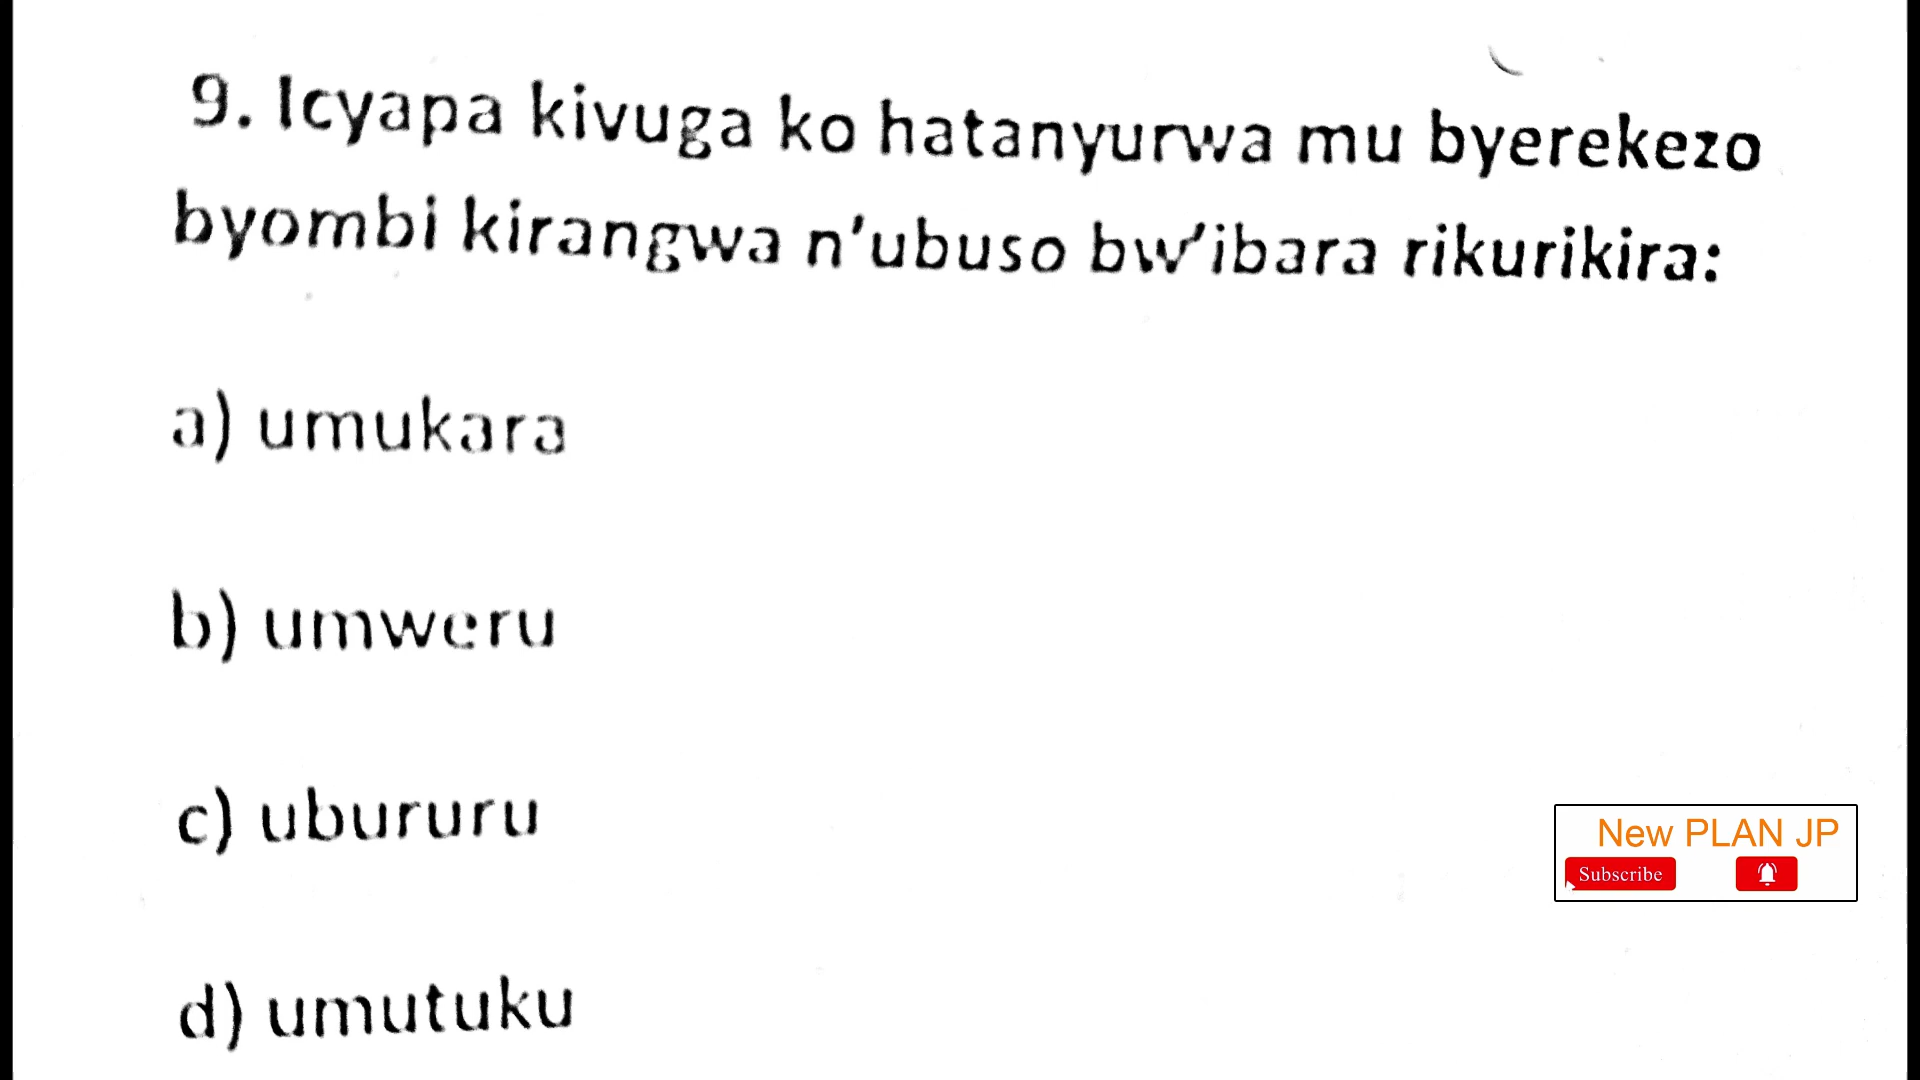 9. Icyapa kivuga ko hatanyurwa mu byerekezo
byombi kirangwa n'ubuso bw'ibara rikurikira:
a) umukara
b) umweru
c) ubururu
d) umutuku
New PLAN JP
Subscribe